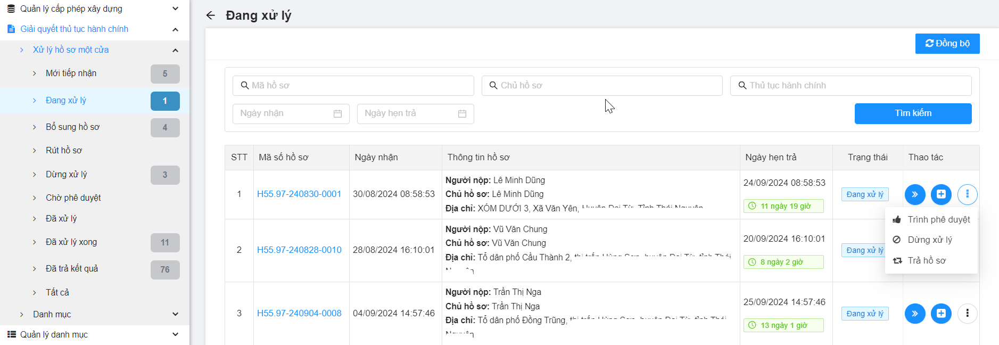 Quản lý cấp phép xây dựng
Giải quyết thủ tục hành chính
Xử lý hồ sơ một cửa
Mới tiếp nhận 5
Đang xử lý 1
Bổ sung hồ sơ 4
Rút hồ sơ
Dừng xử lý 3
Chờ phê duyệt
Đã xử lý
Đã xử lý xong 11
Đã trả kết quả 76
Tất cả
Danh mục
Quản lý danh mục
Đang xử lý
Đồng bộ
Mã hồ sơ Chủ hồ sơ Thủ tục hành chính
Ngày nhận Ngày hẹn trả Tìm kiếm
STT Mã số hồ sơ Ngày nhận Thông tin hồ sơ Ngày hẹn trả Trạng thái Thao tác
1 H55.97-240830-0001 30/08/2024 08:58:53
Người nộp: Lê Minh Dũng
Chủ hồ sơ: Lê Minh Dũng
Địa chỉ: XÓM DƯỚI 3, Xã Văn Yên,
24/09/2024 08:58:53
11 ngày 19 giờ
Đang xử lý
Trình phê duyệt
Dừng xử lý
Trả hồ sơ
2 H55.97-240828-0010 28/08/2024 16:10:01
Người nộp: Vũ Văn Chung
Chủ hồ sơ: Vũ Văn Chung
Địa chỉ: Tổ dân phố Cầu Thành 2,
20/09/2024 16:10:01
8 ngày 2 giờ
Đang xử lý
3 H55.97-240904-0008 04/09/2024 14:57:46
Người nộp: Trần Thị Nga
Chủ hồ sơ: Trần Thị Nga
Địa chỉ: Tổ dân phố Đồng Trũng,
25/09/2024 14:57:46
13 ngày 1 giờ
Đang xử lý